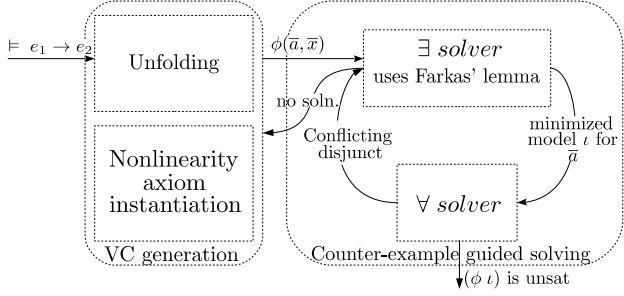 ⊨ e₁ → e₂
Unfolding
ϕ(a̅, x̅)
∃ solver
uses Farkas' lemma
no soln.
Nonlinearity
axiom
instantiation
Conflicting
disjunct
minimized
model ι for
a̅
∀ solver
VC generation
Counter-example guided solving
(ϕ ι) is unsat